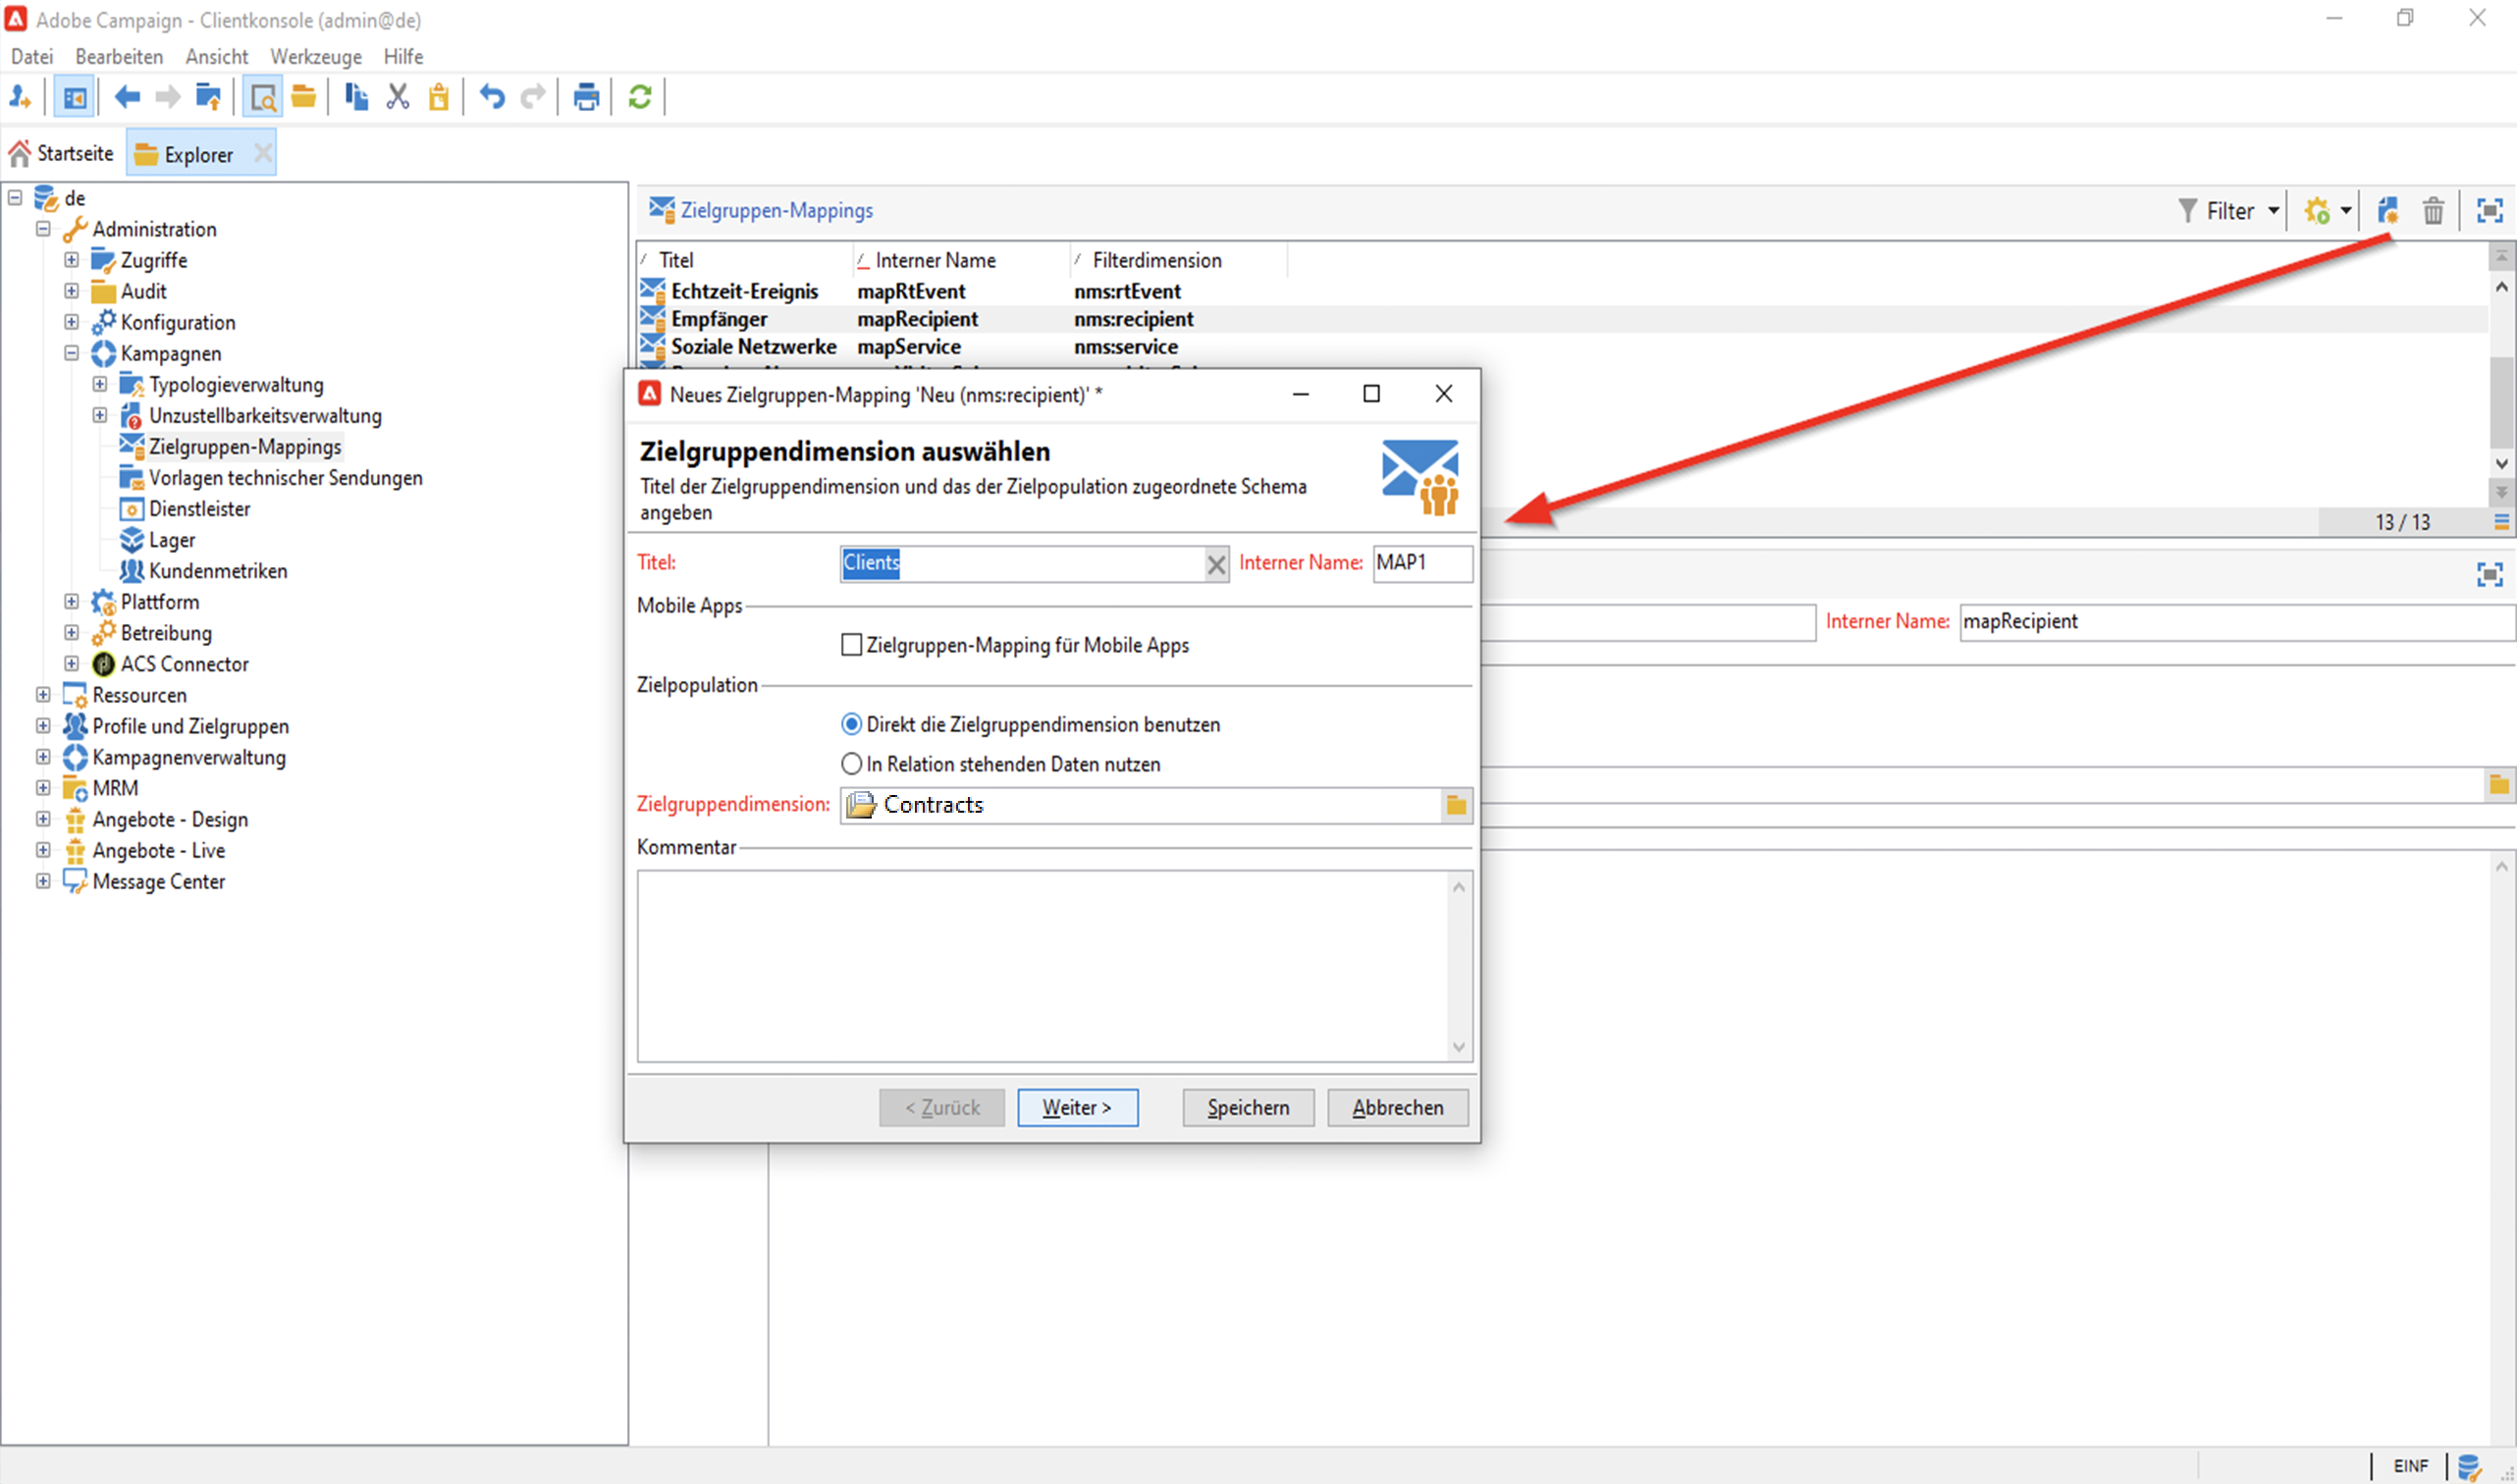 Adobe Campaign - Clientkonsole (admin@de)
Datei Bearbeiten Ansicht Werkzeuge Hilfe
Startseite Explorer
de
Administration
Zugriffe
Audit
Konfiguration
Kampagnen
Typologieverwaltung
Unzustellbarkeitsverwaltung
Zielgruppen-Mappings
Vorlagen technischer Sendungen
Dienstleister
Lager
Kundenmetriken
Plattform
Betreibung
ACS Connector
Ressourcen
Profile und Zielgruppen
Kampagnenverwaltung
MRM
Angebote - Design
Angebote - Live
Message Center
Zielgruppen-Mappings Filter
Titel Interner Name Filterdimension
Echtzeit-Ereignis mapRtEvent nms:rtEvent
Empfänger mapRecipient nms:recipient
Soziale Netzwerke mapService nms:service
13 / 13
Interner Name: mapRecipient
Neues Zielgruppen-Mapping 'Neu (nms:recipient)' *
Zielgruppendimension auswählen
Titel der Zielgruppendimension und das der Zielpopulation zugeordnete Schema
angeben
Titel: Clients Interner Name: MAP1
Mobile Apps
Zielgruppen-Mapping für Mobile Apps
Zielpopulation
Direkt die Zielgruppendimension benutzen
In Relation stehenden Daten nutzen
Zielgruppendimension: Contracts
Kommentar
< Zurück Weiter > Speichern Abbrechen
EINF